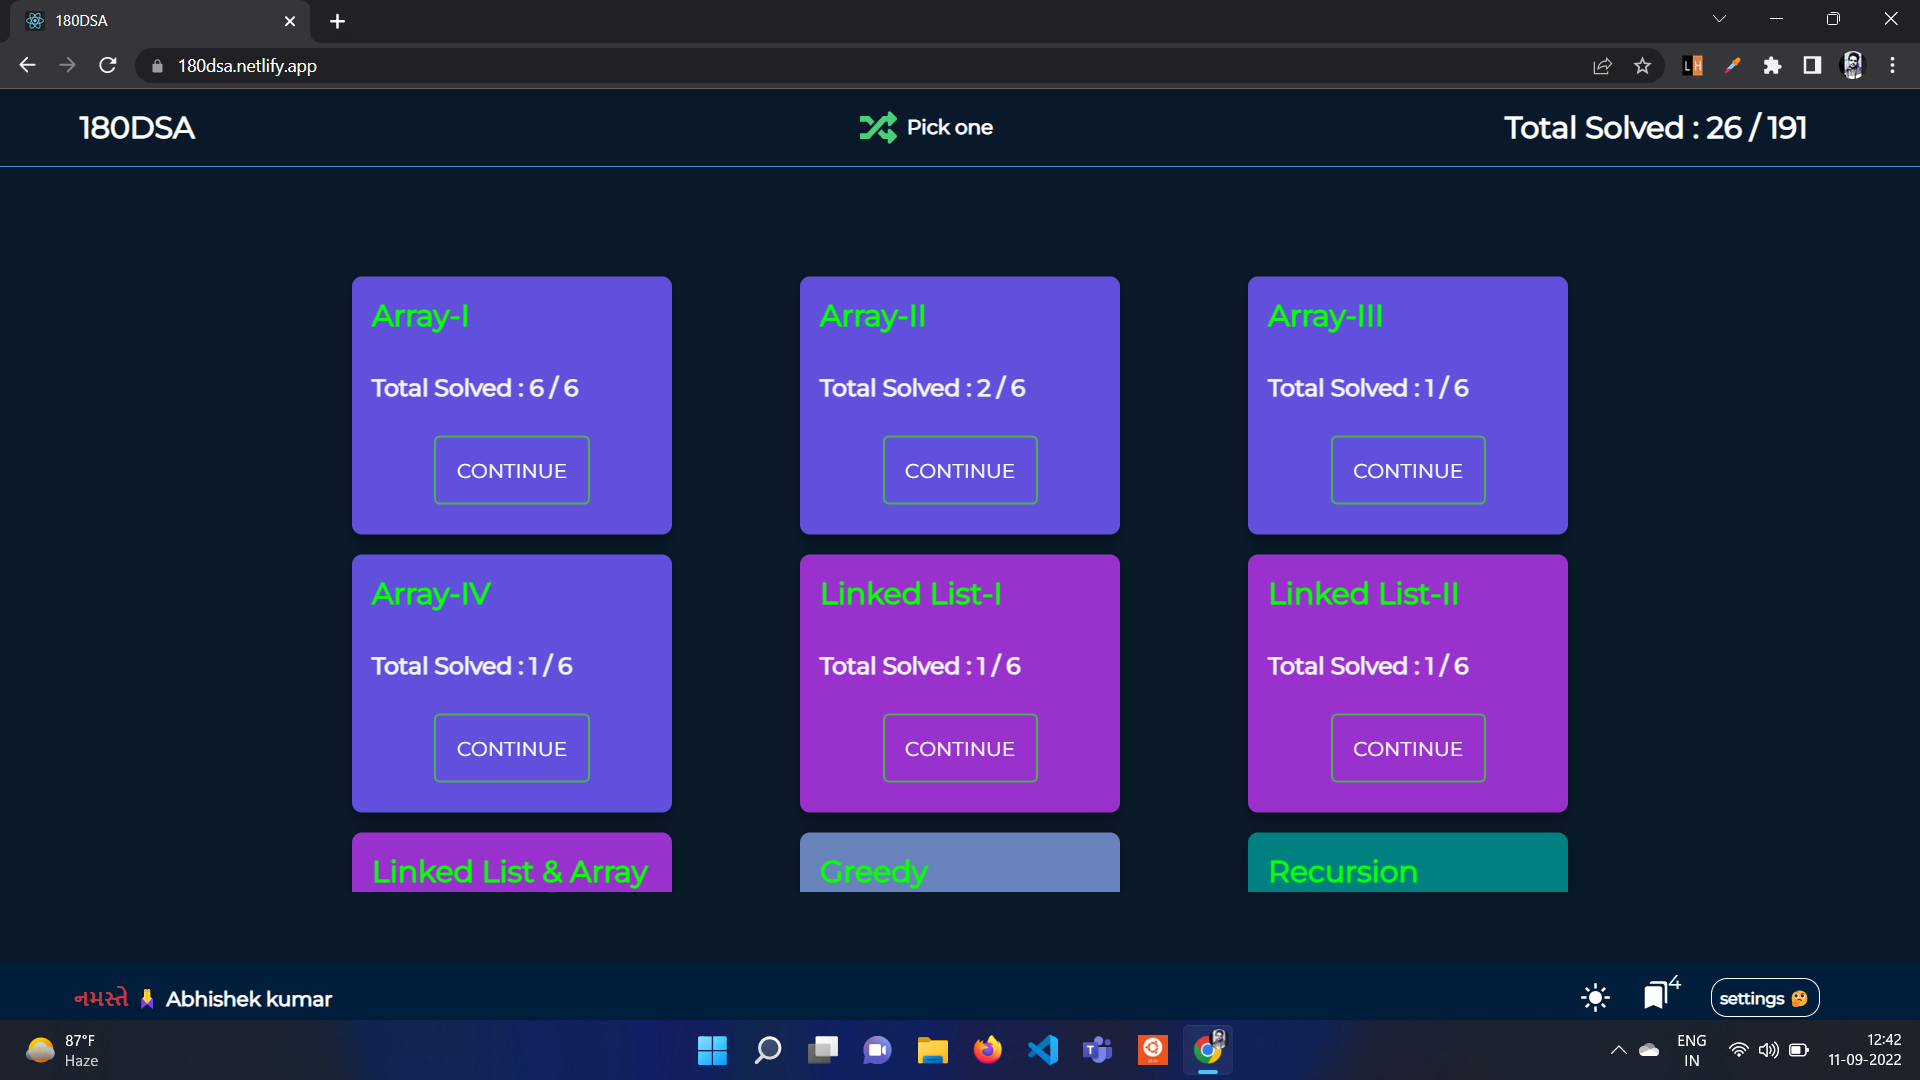 180DSA
180dsa.netlify.app
LH
180DSA
Pick one
Total Solved : 26 / 191
Array-I
Total Solved : 6 / 6
CONTINUE
Array-II
Total Solved : 2 / 6
CONTINUE
Array-III
Total Solved : 1 / 6
CONTINUE
Array-IV
Total Solved : 1 / 6
CONTINUE
Linked List-I
Total Solved : 1 / 6
CONTINUE
Linked List-II
Total Solved : 1 / 6
CONTINUE
Linked List & Array
Greedy
Recursion
નમસ્તે 🙏 Abhishek kumar
4
settings 🤔
87°F
Haze
ENG
IN
12:42
11-09-2022